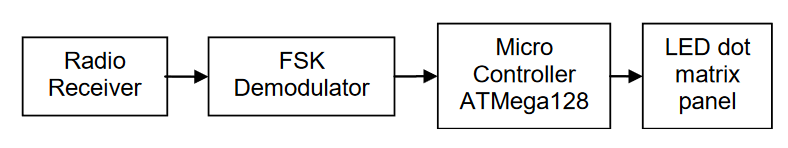 Radio
Receiver
FSK
Demodulator
Micro
Controller
ATMega128
LED dot
matrix
panel